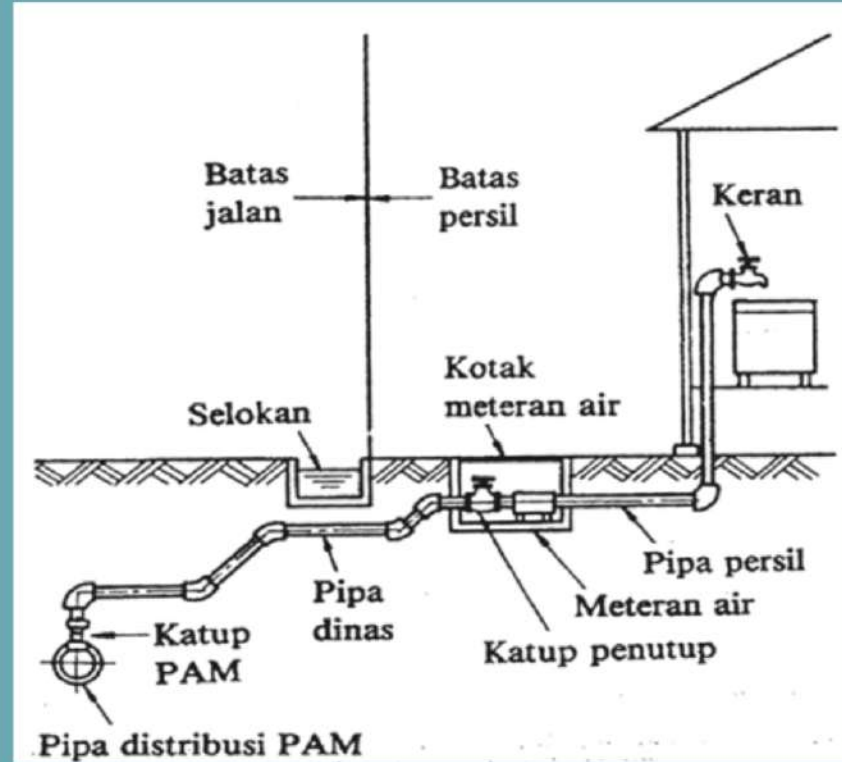 Batas
jalan
Batas
persil
Keran
Kotak
meteran air
Selokan
Pipa persil
Pipa
dinas
Meteran air
Katup
PAM
Katup penutup
Pipa distribusi PAM